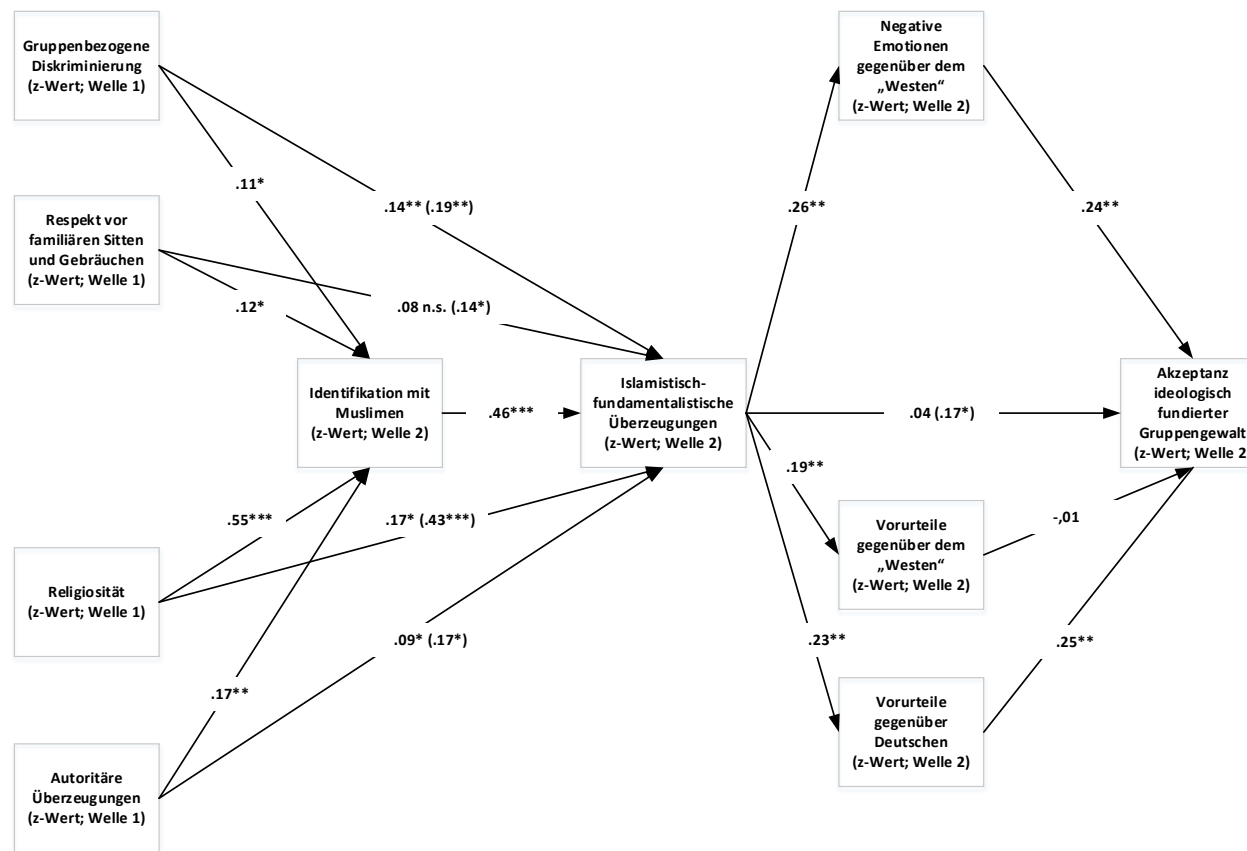 Gruppenbezogene
Diskriminierung
(z-Wert; Welle 1)
Respekt vor
familiären Sitten
und Gebräuchen
(z-Wert; Welle 1)
Religiosität
(z-Wert; Welle 1)
Autoritäre
Überzeugungen
(z-Wert; Welle 1)
.11*
.14** (.19**)
.12*
.08 n.s. (.14*)
Identifikation mit
Muslimen
(z-Wert; Welle 2)
.46***
.55***
.17* (.43***)
.17**
.09* (.17*)
Islamistisch-
fundamentalistische
Überzeugungen
(z-Wert; Welle 2)
.26**
.04 (.17*)
.19**
.23**
Negative
Emotionen
gegenüber dem
„Westen“
(z-Wert; Welle 2)
Vorurteile
gegenüber dem
„Westen“
(z-Wert; Welle 2)
Vorurteile
gegenüber
Deutschen
(z-Wert; Welle 2)
.24**
-,01
.25**
Akzeptanz
ideologisch
fundierter
Gruppengewalt
(z-Wert; Welle 2